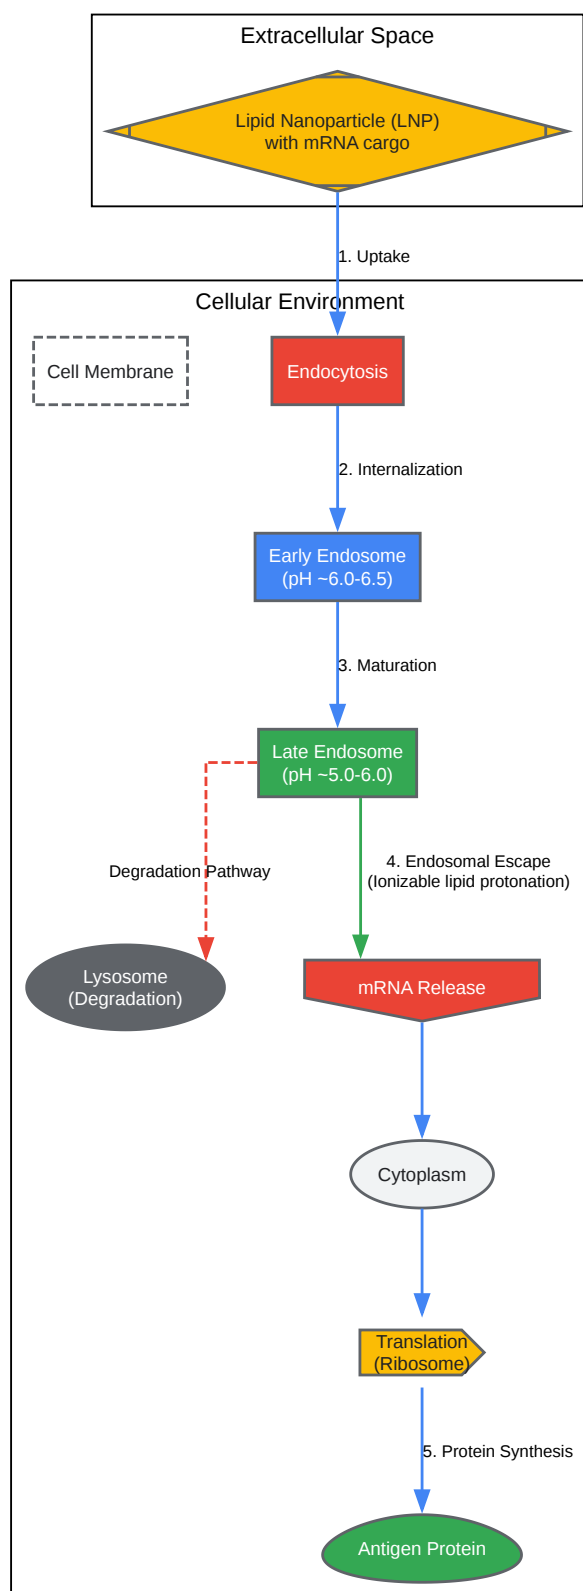 Extracellular Space
Lipid Nanoparticle (LNP)
with mRNA cargo
1. Uptake
Cellular Environment
Cell Membrane
Endocytosis
2. Internalization
Early Endosome
(pH ~6.0-6.5)
3. Maturation
Late Endosome
(pH ~5.0-6.0)
Degradation Pathway
4. Endosomal Escape
(Ionizable lipid protonation)
Lysosome
(Degradation)
mRNA Release
Cytoplasm
Translation
(Ribosome)
5. Protein Synthesis
Antigen Protein